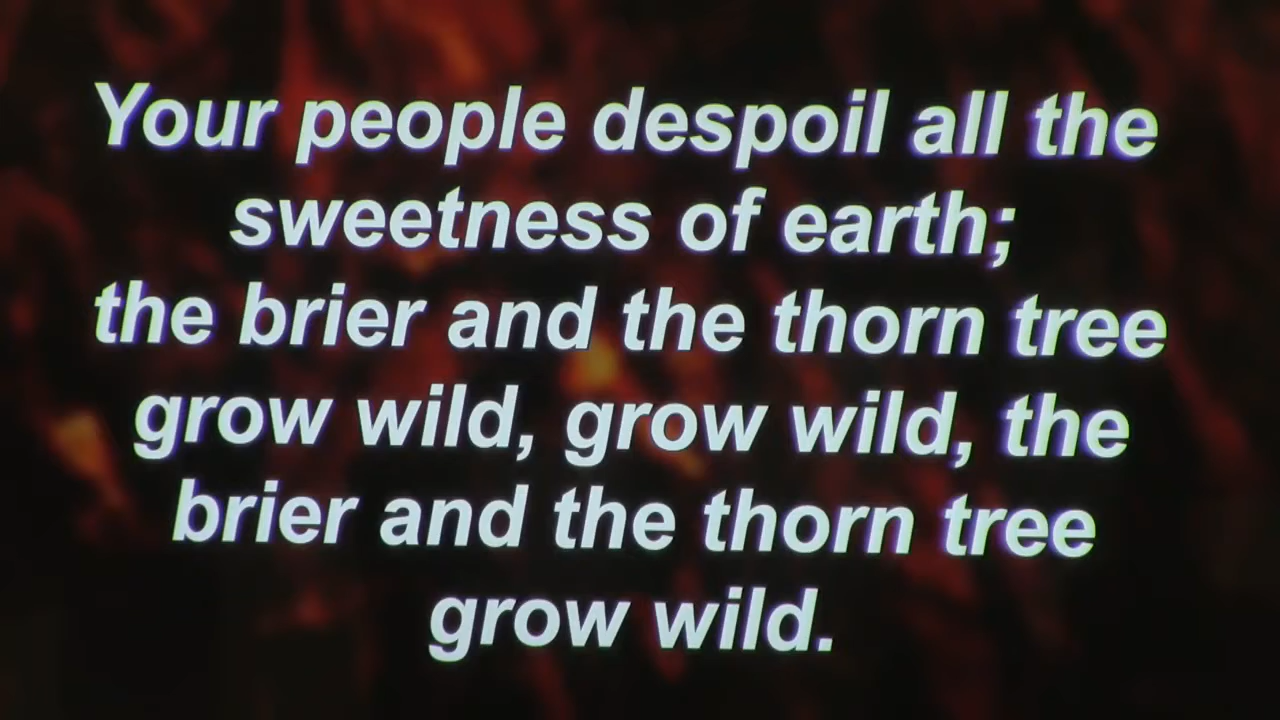 Your people despoil all the
sweetness of earth;
the brier and the thorn tree
grow wild, grow wild, the
brier and the thorn tree
grow wild.